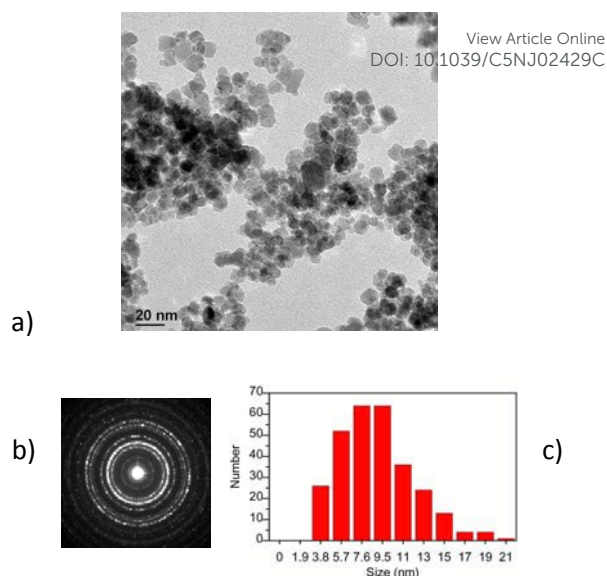 View Article Online
DOI: 10.1039/C5NJ02429C
20 nm
a)
b)
70
60
50
40
30
20
10
0
Number
0 1.9 3.8 5.7 7.6 9.5 11 13 15 17 19 21
Size (nm)
c)